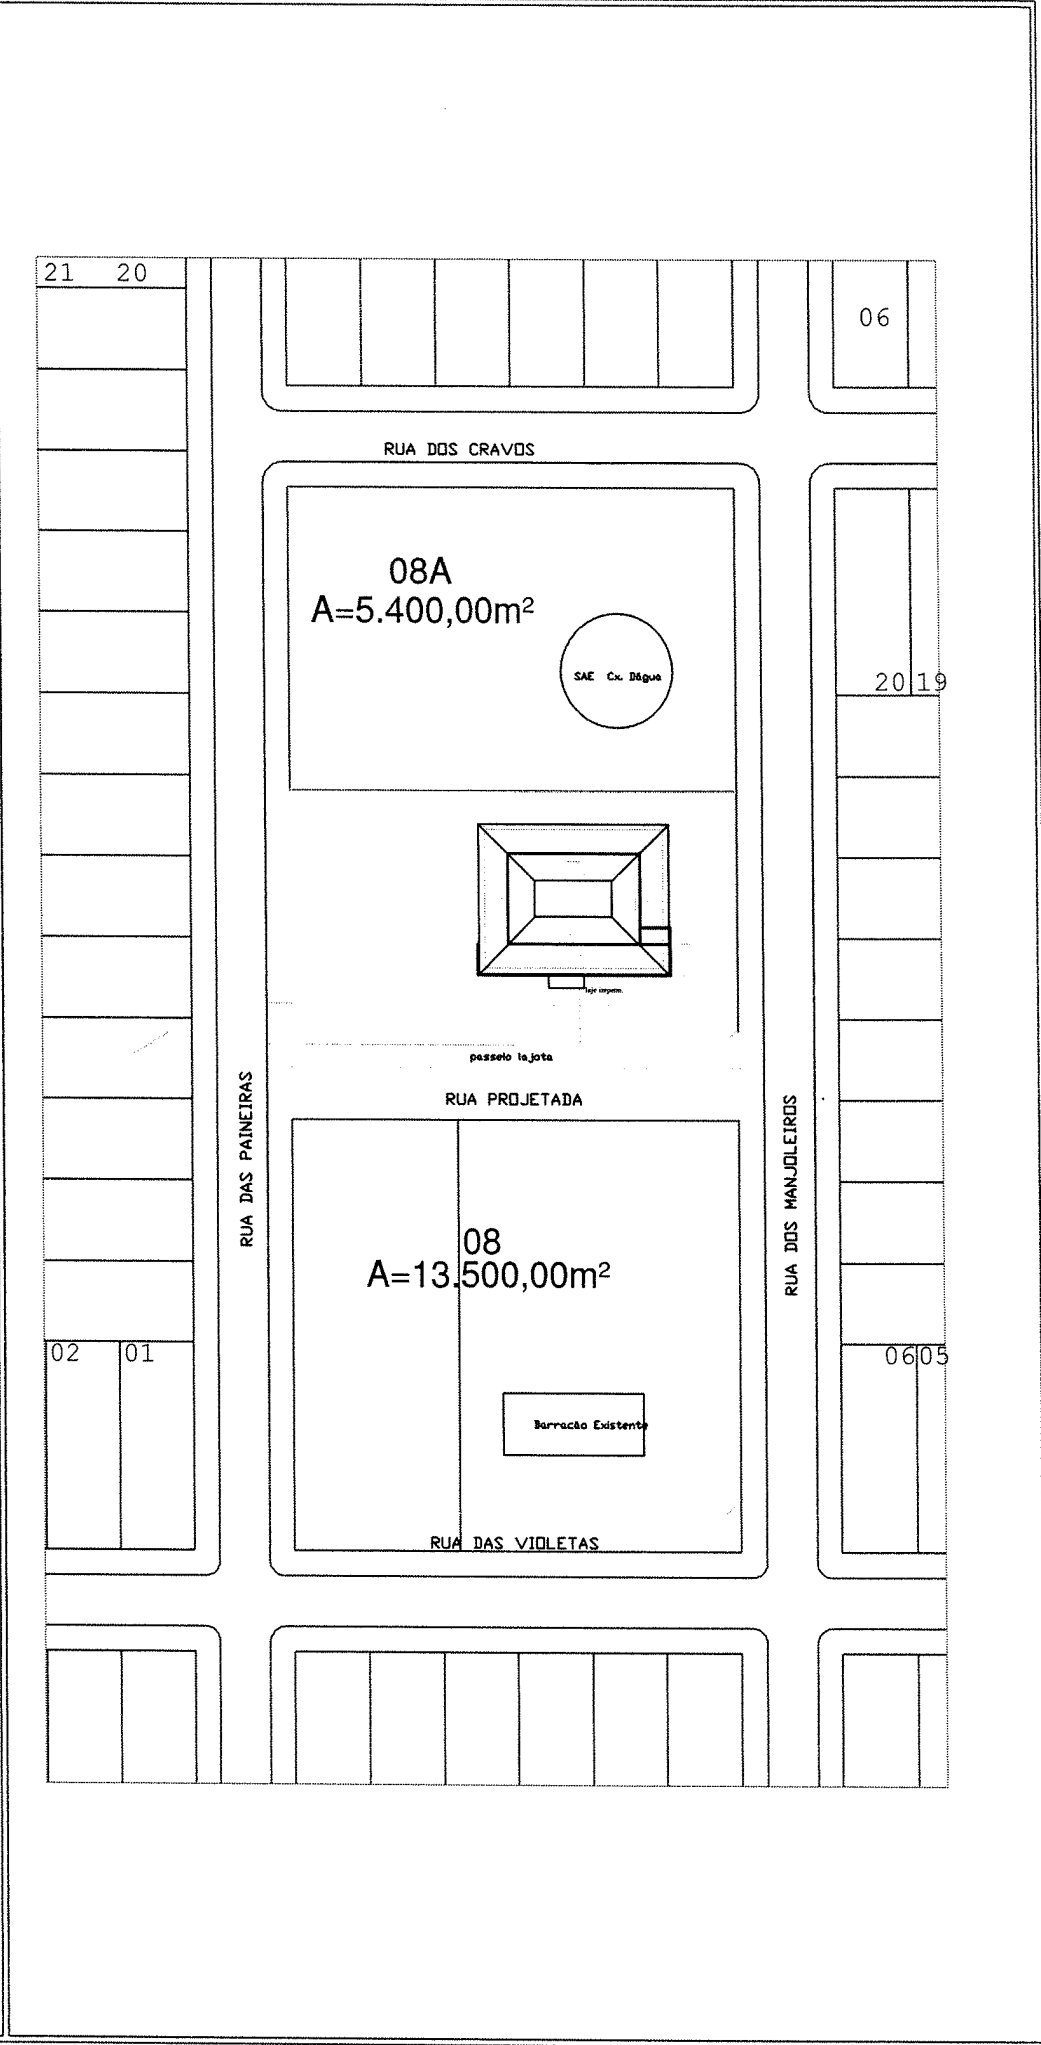 21 20
06
RUA DOS CRAVOS
08A
A=5.400,00m²
SAE Cx. Dágua
20 19
laje imperm.
passeio lajota
RUA PROJETADA
RUA DAS PAINEIRAS
RUA DOS MANJOLEIROS
08
A=13.500,00m²
02 01
06 05
Barracão Existente
RUA DAS VIOLETAS